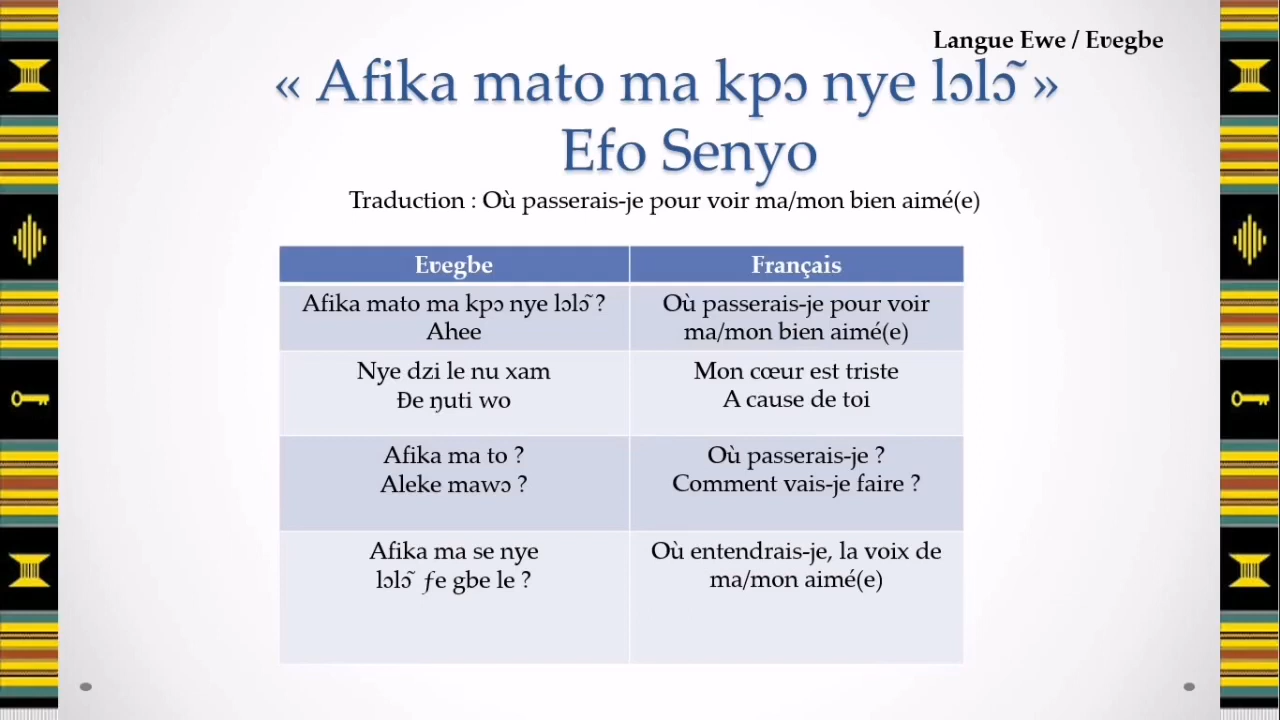 Langue Ewe / Eʋegbe
« Afika mato ma kpɔ nye lɔlɔ̃ »
Efo Senyo
Traduction : Où passerais-je pour voir ma/mon bien aimé(e)
Eʋegbe
Français
Afika mato ma kpɔ nye lɔlɔ̃ ?
Ahee
Où passerais-je pour voir
ma/mon bien aimé(e)
Nye dzi le nu xam
Ɖe ŋuti wo
Mon cœur est triste
A cause de toi
Afika ma to ?
Aleke mawɔ ?
Où passerais-je ?
Comment vais-je faire ?
Afika ma se nye
lɔlɔ̃ ƒe gbe le ?
Où entendrais-je, la voix de
ma/mon aimé(e)